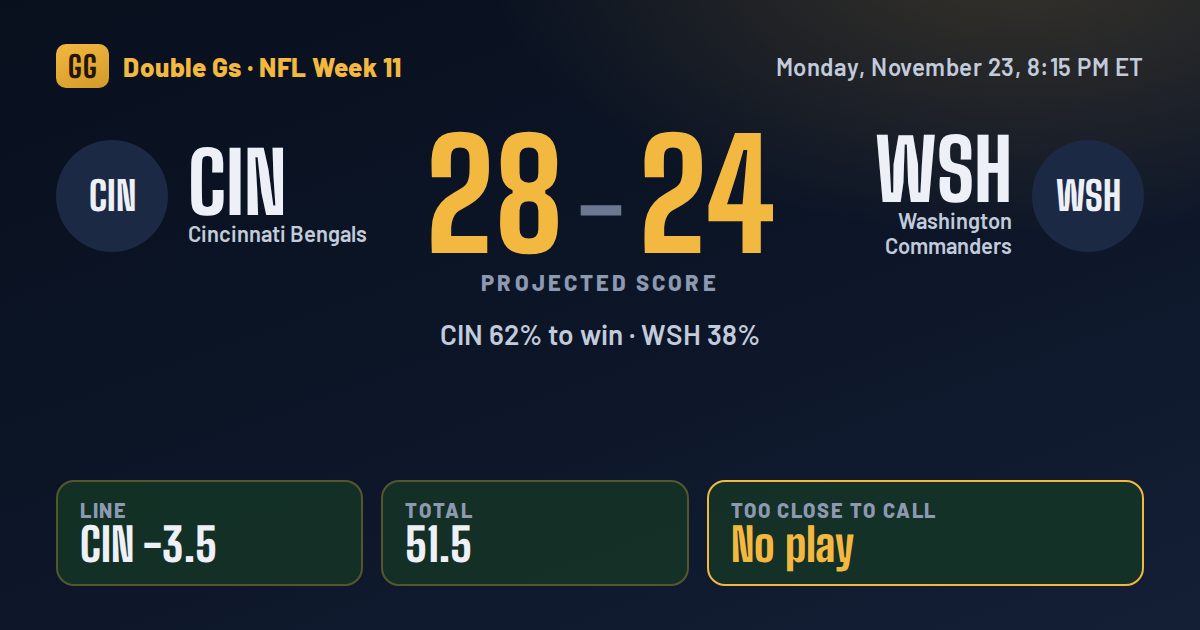 GG Double Gs · NFL Week 11
Monday, November 23, 8:15 PM ET
CIN
CIN
Cincinnati Bengals
28 – 24
PROJECTED SCORE
CIN 62% to win · WSH 38%
WSH
Washington
Commanders
WSH
LINE
CIN −3.5
TOTAL
51.5
TOO CLOSE TO CALL
No play